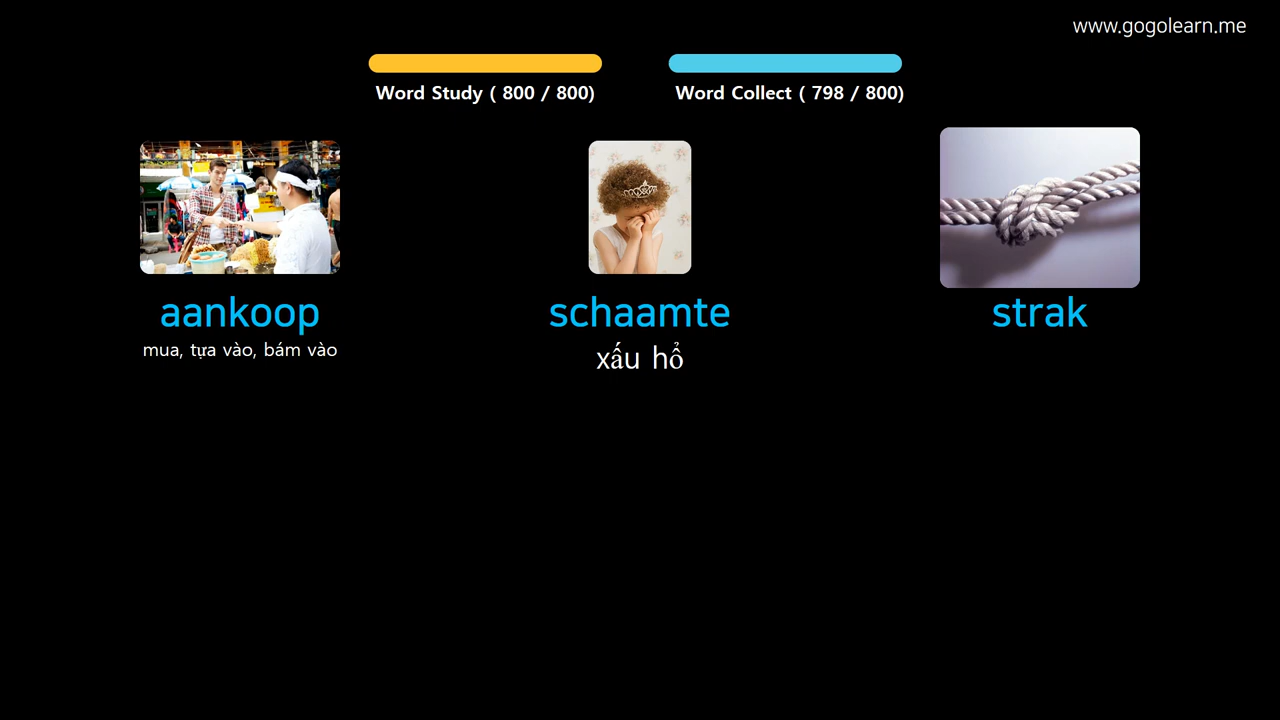 www.gogolearn.me
Word Study ( 800 / 800)
Word Collect ( 798 / 800)
aankoop
schaamte
strak
mua, tựa vào, bám vào
xấu hổ